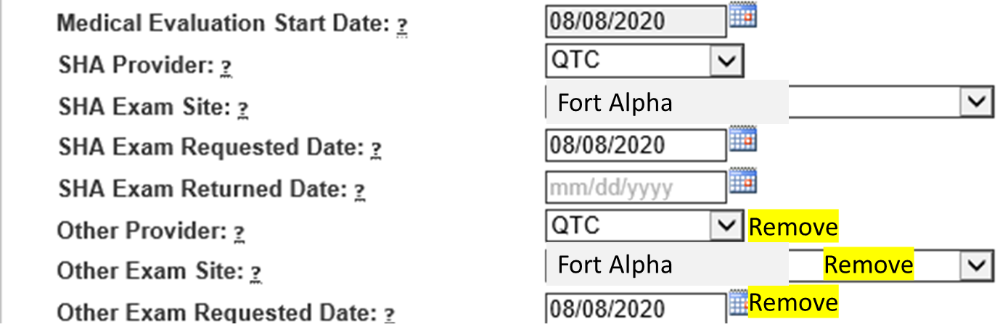 Medical Evaluation Start Date: ? 08/08/2020
SHA Provider: ? QTC
SHA Exam Site: ? Fort Alpha
SHA Exam Requested Date: ? 08/08/2020
SHA Exam Returned Date: ? mm/dd/yyyy
Other Provider: ? QTC Remove
Other Exam Site: ? Fort Alpha Remove
Other Exam Requested Date: ? 08/08/2020 Remove